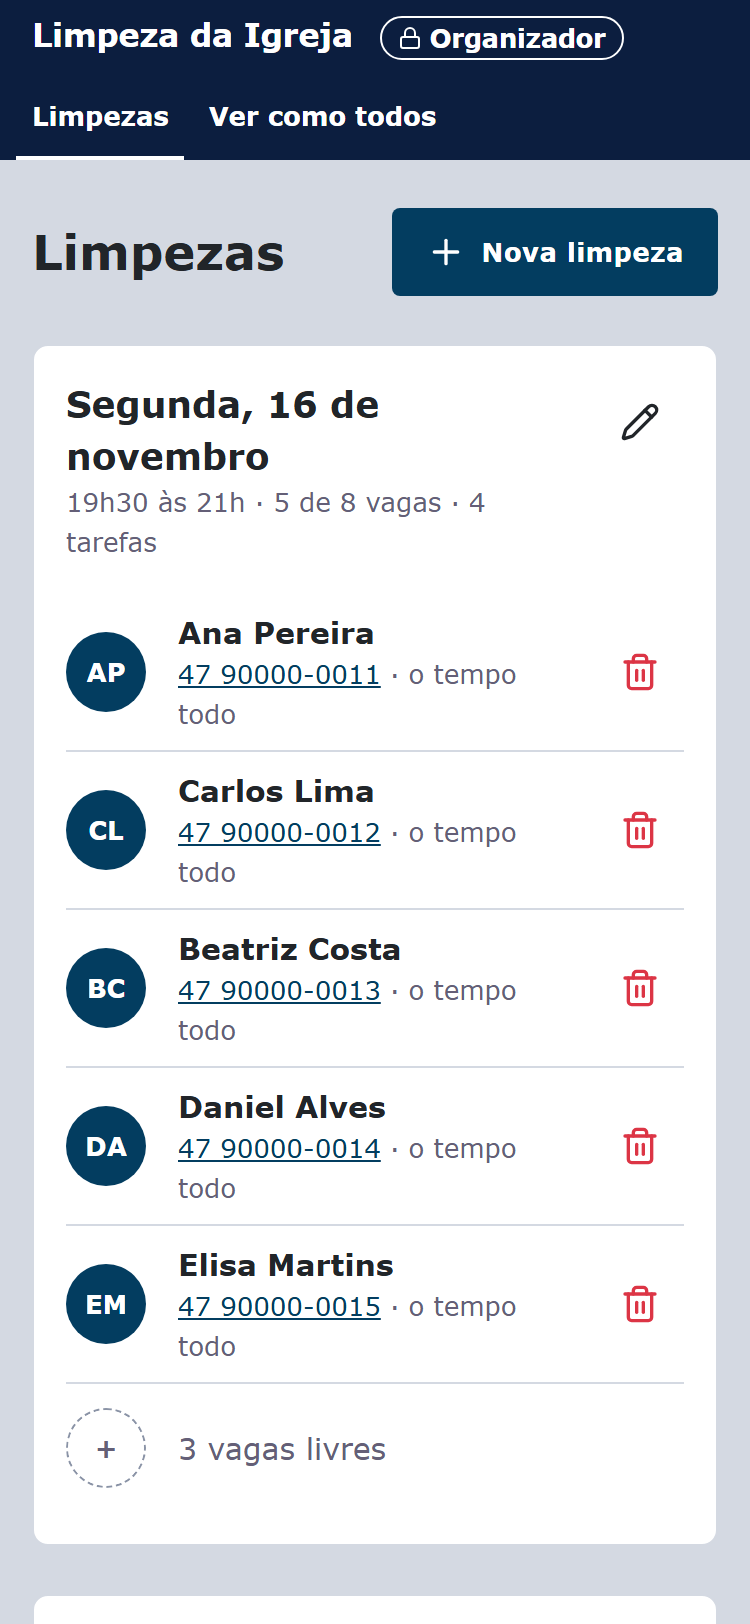 Limpeza da Igreja
Organizador
Limpezas
Ver como todos
Limpezas
Nova limpeza
Segunda, 16 de
novembro
19h30 às 21h · 5 de 8 vagas · 4
tarefas
AP
Ana Pereira
47 90000-0011 · o tempo
todo
CL
Carlos Lima
47 90000-0012 · o tempo
todo
BC
Beatriz Costa
47 90000-0013 · o tempo
todo
DA
Daniel Alves
47 90000-0014 · o tempo
todo
EM
Elisa Martins
47 90000-0015 · o tempo
todo
+
3 vagas livres